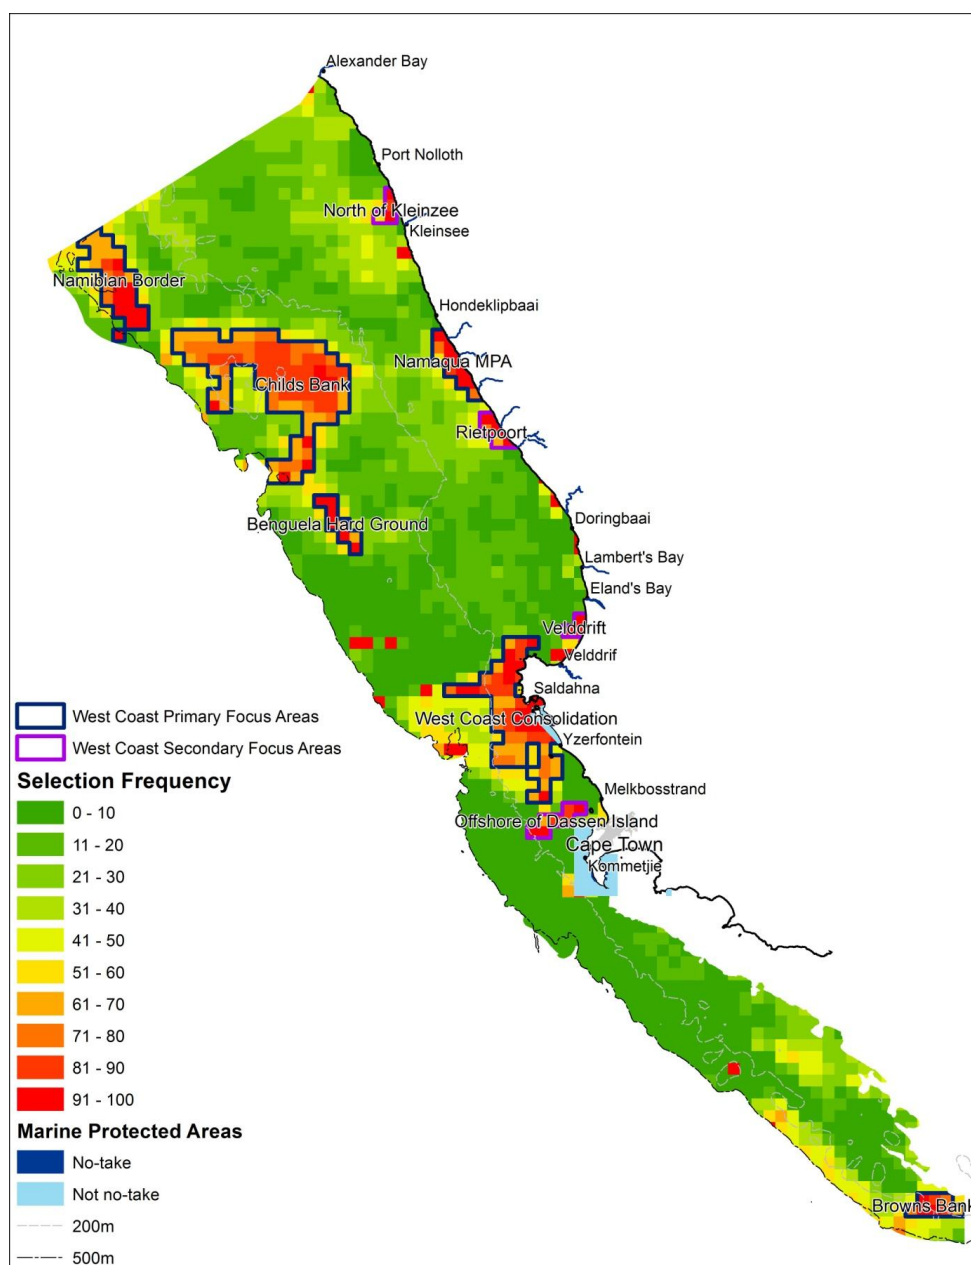 Alexander Bay
Port Nolloth
North of Kleinzee
Kleinsee
Namibian Border
Hondeklipbaai
Namaqua MPA
Childs Bank
Rietpoort
Benguela Hard Ground
Doringbaai
Lambert's Bay
Eland's Bay
Velddrift
Velddrif
Saldahna
West Coast Consolidation
Yzerfontein
Melkbosstrand
Offshore of Dassen Island
Cape Town
Kommetjie
Browns Bank
West Coast Primary Focus Areas
West Coast Secondary Focus Areas
Selection Frequency
0 - 10
11 - 20
21 - 30
31 - 40
41 - 50
51 - 60
61 - 70
71 - 80
81 - 90
91 - 100
Marine Protected Areas
No-take
Not no-take
200m
500m